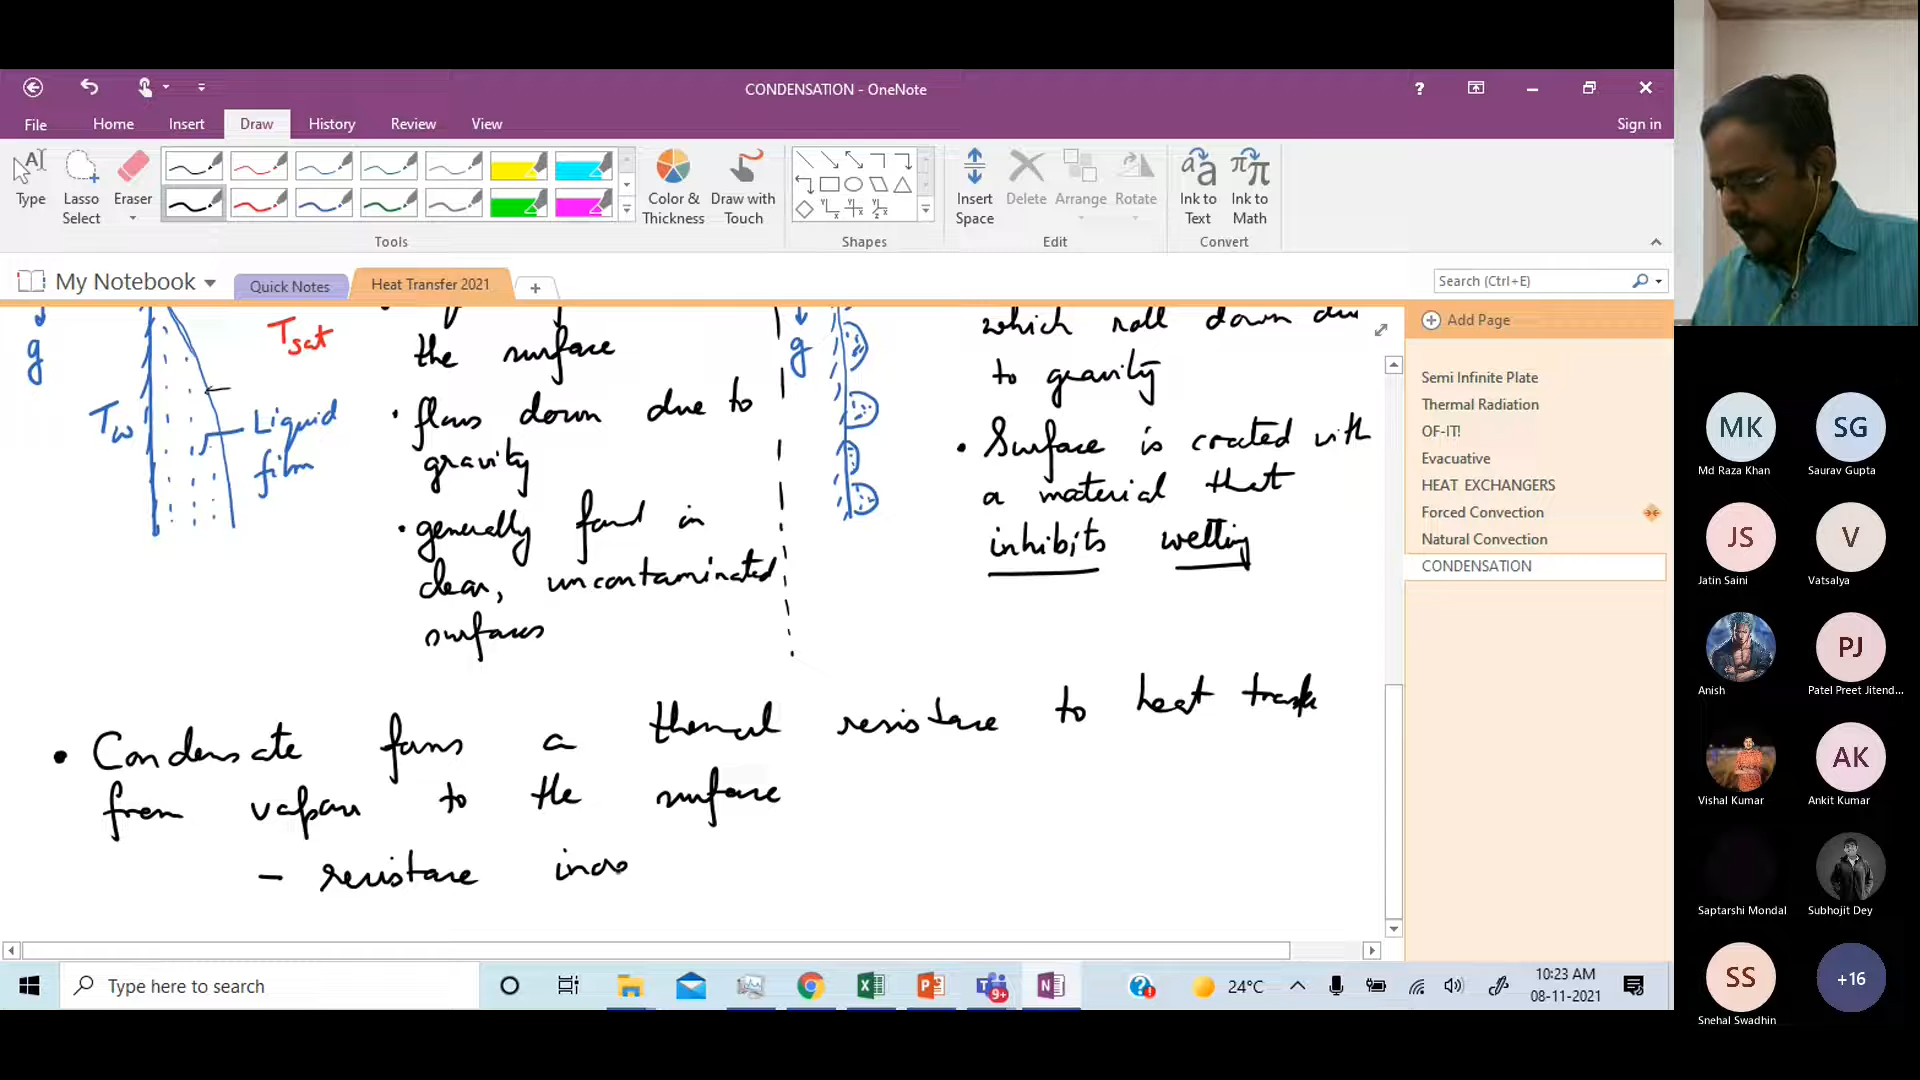 CONDENSATION - OneNote
?
File
Home
Insert
Draw
History
Review
View
Sign in
Type
Lasso Select
Eraser
Color & Thickness
Draw with Touch
Insert Space
Delete
Arrange
Rotate
Ink to Text
Ink to Math
Tools
Shapes
Edit
Convert
My Notebook
Quick Notes
Heat Transfer 2021
Search (Ctrl+E)
Add Page
Semi Infinite Plate
Thermal Radiation
OF-IT!
Evacuative
HEAT EXCHANGERS
Forced Convection
Natural Convection
CONDENSATION
g
Tsat
Tw
Liquid
film
the surface
• flows down due to
gravity
• generally found in
clean, uncontaminated
surfaces
g
which roll down due
to gravity
• Surface is coated with
a material that
inhibits wetting
• Condensate forms a thermal resistance to heat transfer
from vapour to the surface
- resistance incre
Type here to search
9+
24°C
10:23 AM
08-11-2021
MK
Md Raza Khan
SG
Saurav Gupta
JS
Jatin Saini
V
Vatsalya
Anish
PJ
Patel Preet Jitend...
Vishal Kumar
AK
Ankit Kumar
Saptarshi Mondal
Subhojit Dey
SS
Snehal Swadhin
+16